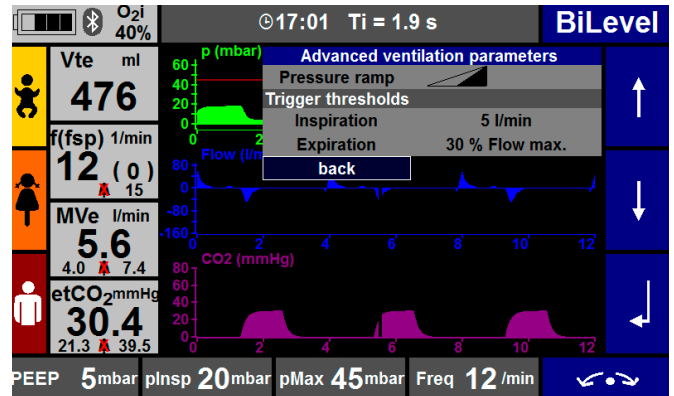 O2i
40%
17:01 Ti = 1.9 s
BiLevel
Vte ml
476
f(fsp) 1/min
12 ( 0 )
15
MVe l/min
5.6
4.0 7.4
etCO2 mmHg
30.4
21.3 39.5
p (mbar)
60
40
20
0
0 2
Advanced ventilation parameters
Pressure ramp
Trigger thresholds
Inspiration 5 l/min
Expiration 30 % Flow max.
back
Flow (l/m
80
0
-80
-160
0 2 4 6 8 10 12
CO2 (mmHg)
80
60
40
20
0
0 2 4 6 8 10 12
PEEP 5 mbar pInsp 20 mbar pMax 45 mbar Freq 12 /min